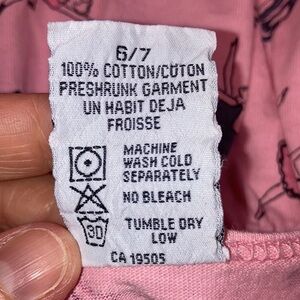 6/7
100% COTTON/COTON
PRESHRUNK GARMENT
UN HABIT DEJA
FROISSE
MACHINE
WASH COLD
SEPARATELY
NO BLEACH
30
TUMBLE DRY
LOW
CA 19505